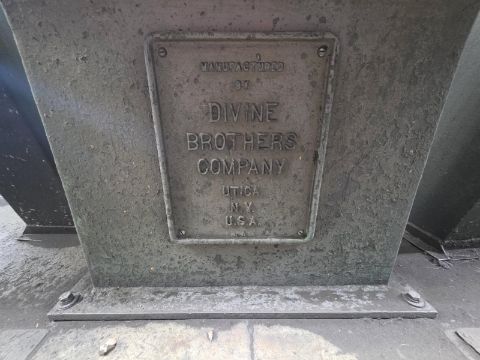 MANUFACTURED
BY
DIVINE
BROTHERS
COMPANY
UTICA
N.Y.
U.S.A.